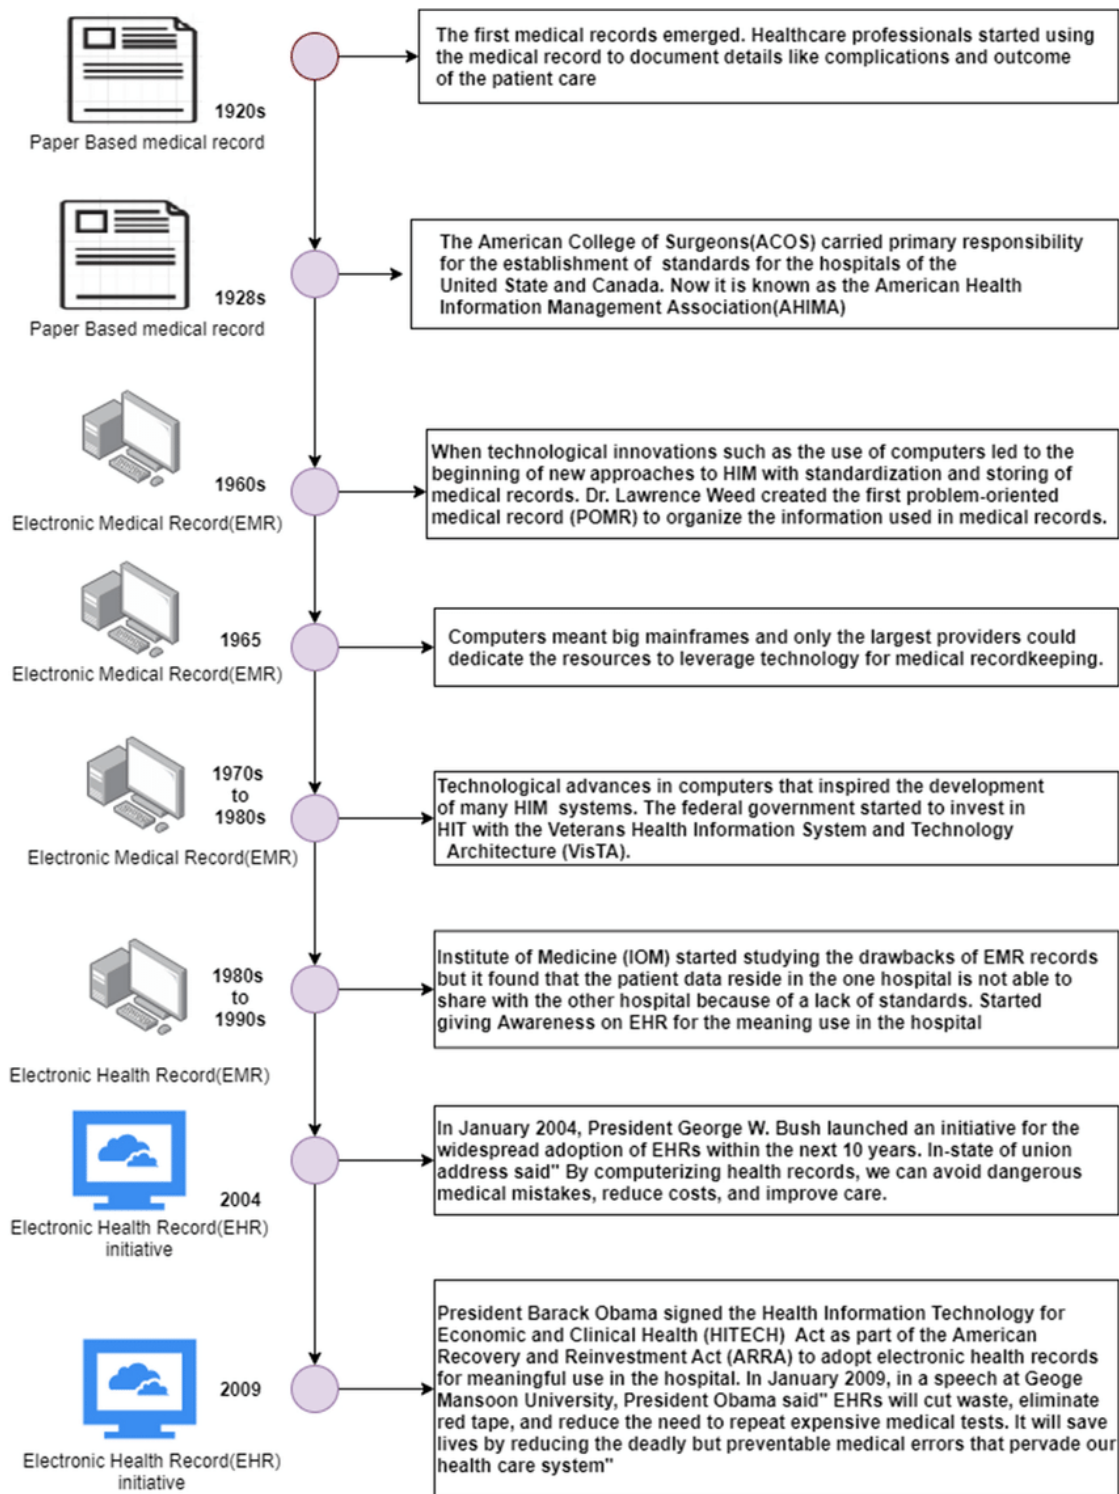 1920s
Paper Based medical record
The first medical records emerged. Healthcare professionals started using
the medical record to document details like complications and outcome
of the patient care
1928s
Paper Based medical record
The American College of Surgeons(ACOS) carried primary responsibility
for the establishment of standards for the hospitals of the
United State and Canada. Now it is known as the American Health
Information Management Association(AHIMA)
1960s
Electronic Medical Record(EMR)
When technological innovations such as the use of computers led to the
beginning of new approaches to HIM with standardization and storing of
medical records. Dr. Lawrence Weed created the first problem-oriented
medical record (POMR) to organize the information used in medical records.
1965
Electronic Medical Record(EMR)
Computers meant big mainframes and only the largest providers could
dedicate the resources to leverage technology for medical recordkeeping.
1970s
to
1980s
Electronic Medical Record(EMR)
Technological advances in computers that inspired the development
of many HIM systems. The federal government started to invest in
HIT with the Veterans Health Information System and Technology
Architecture (VisTA).
1980s
to
1990s
Electronic Health Record(EMR)
Institute of Medicine (IOM) started studying the drawbacks of EMR records
but it found that the patient data reside in the one hospital is not able to
share with the other hospital because of a lack of standards. Started
giving Awareness on EHR for the meaning use in the hospital
2004
Electronic Health Record(EHR)
initiative
In January 2004, President George W. Bush launched an initiative for the
widespread adoption of EHRs within the next 10 years. In-state of union
address said" By computerizing health records, we can avoid dangerous
medical mistakes, reduce costs, and improve care.
2009
Electronic Health Record(EHR)
initiative
President Barack Obama signed the Health Information Technology for
Economic and Clinical Health (HITECH) Act as part of the American
Recovery and Reinvestment Act (ARRA) to adopt electronic health records
for meaningful use in the hospital. In January 2009, in a speech at Geoge
Mansoon University, President Obama said" EHRs will cut waste, eliminate
red tape, and reduce the need to repeat expensive medical tests. It will save
lives by reducing the deadly but preventable medical errors that pervade our
health care system"